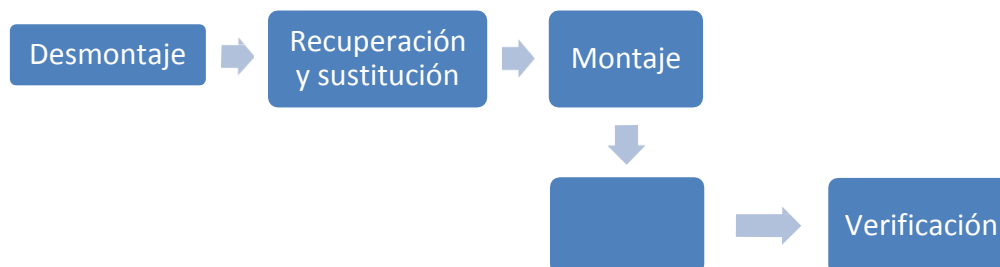 Desmontaje
Recuperación
y sustitución
Montaje
Verificación